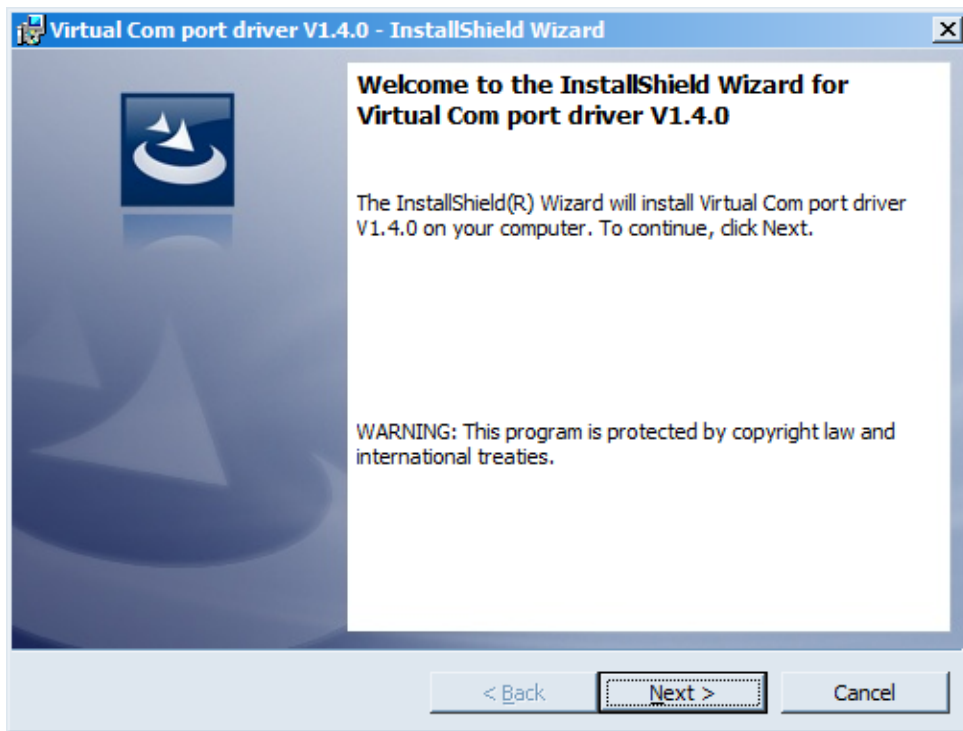 Virtual Com port driver V1.4.0 - InstallShield Wizard
Welcome to the InstallShield Wizard for
Virtual Com port driver V1.4.0
The InstallShield(R) Wizard will install Virtual Com port driver
V1.4.0 on your computer. To continue, click Next.
WARNING: This program is protected by copyright law and
international treaties.
< Back
Next >
Cancel